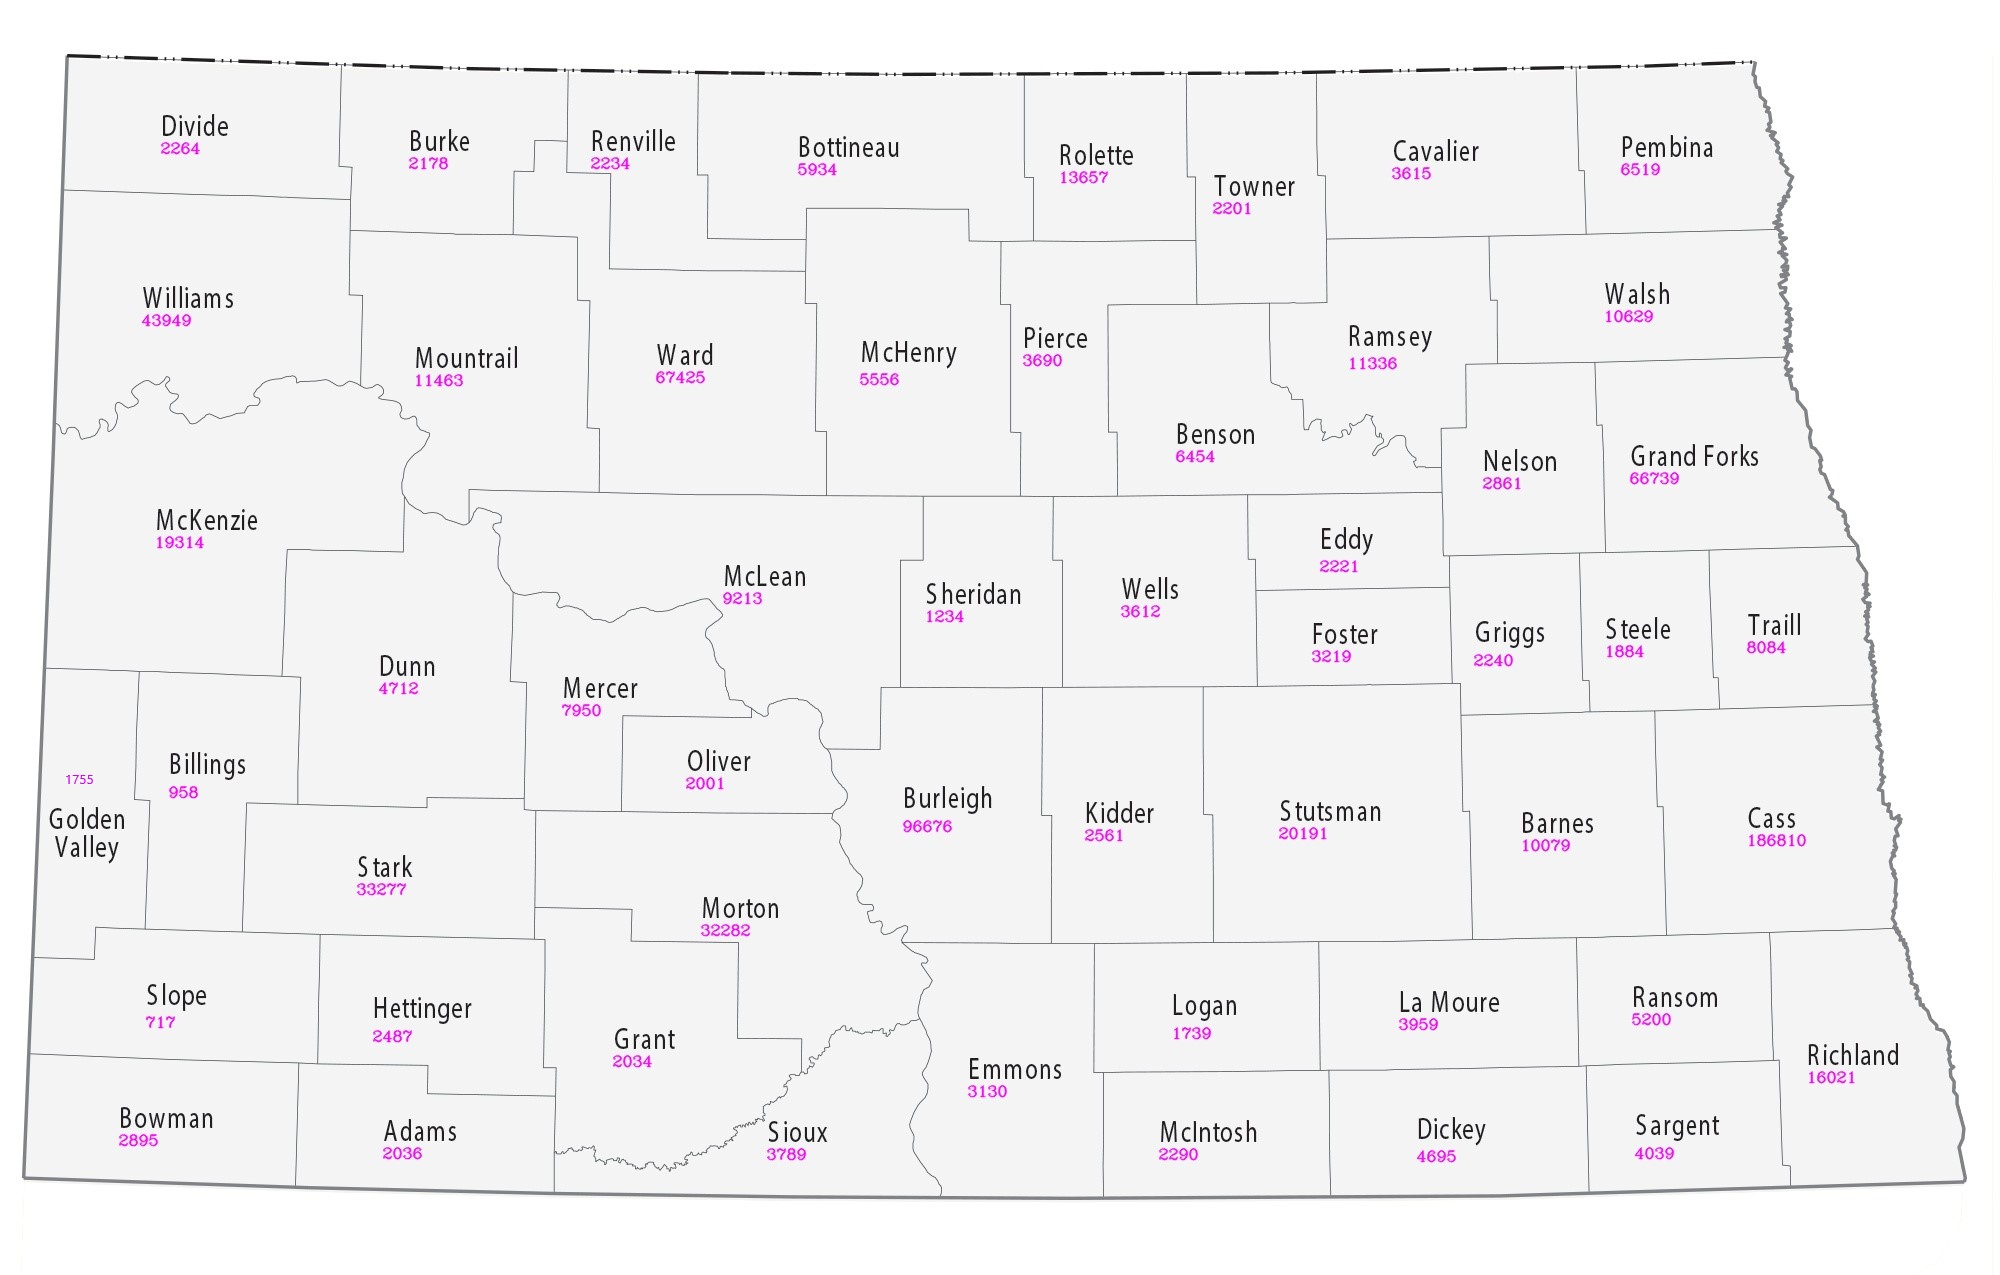 Divide
2264
Burke
2178
Renville
2234
Bottineau
5934
Rolette
13657
Towner
2201
Cavalier
3615
Pembina
6519
Williams
43949
Mountrail
11463
Ward
67425
McHenry
5556
Pierce
3690
Benson
6454
Ramsey
11336
Walsh
10629
Nelson
2861
Grand Forks
66739
McKenzie
19314
Dunn
4712
McLean
9213
Mercer
7950
Oliver
2001
Sheridan
1234
Wells
3612
Eddy
2221
Foster
3219
Griggs
2240
Steele
1884
Traill
8084
1755
Golden
Valley
Billings
958
Stark
33277
Morton
32282
Burleigh
96676
Kidder
2561
Stutsman
20191
Barnes
10079
Cass
186810
Slope
717
Hettinger
2487
Grant
2034
Emmons
3130
Logan
1739
La Moure
3959
Ransom
5200
Richland
16021
Bowman
2895
Adams
2036
Sioux
3789
McIntosh
2290
Dickey
4695
Sargent
4039